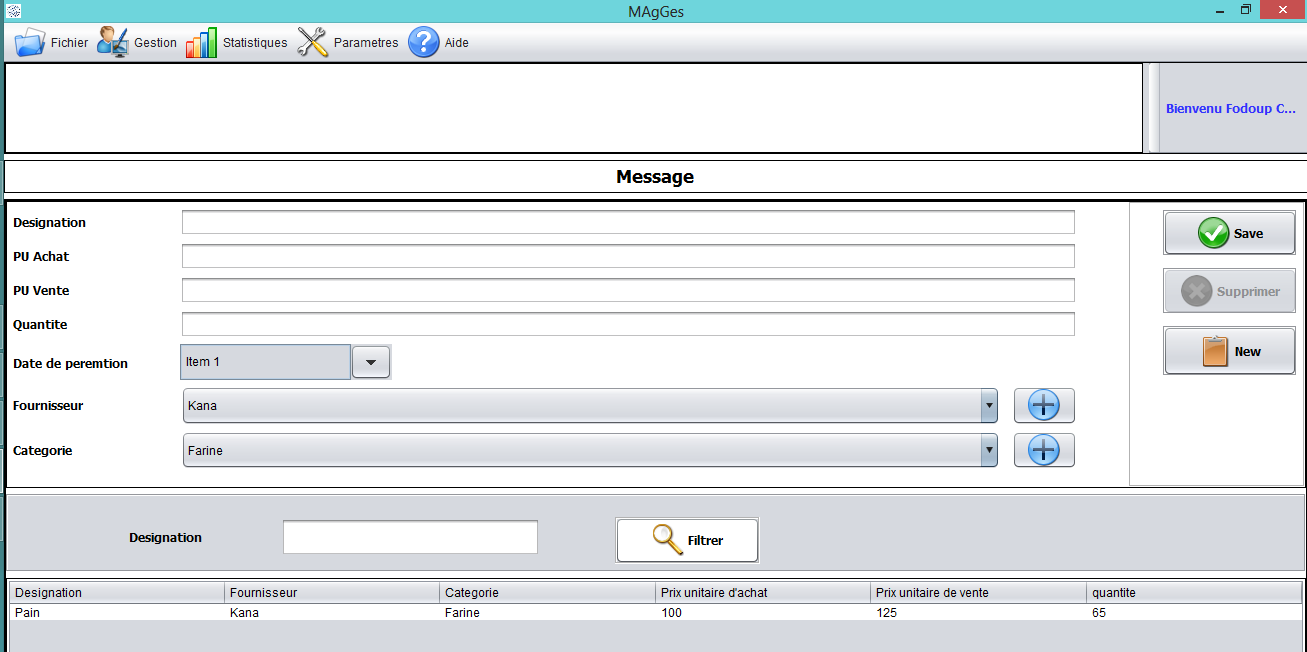 MAgGes
Fichier Gestion Statistiques Parametres Aide
Bienvenu Fodoup C...
Message
Designation
PU Achat
PU Vente
Quantite
Date de peremtion Item 1
Fournisseur Kana
Categorie Farine
Save
Supprimer
New
Designation Filtrer
Designation Fournisseur Categorie Prix unitaire d'achat Prix unitaire de vente quantite
Pain Kana Farine 100 125 65